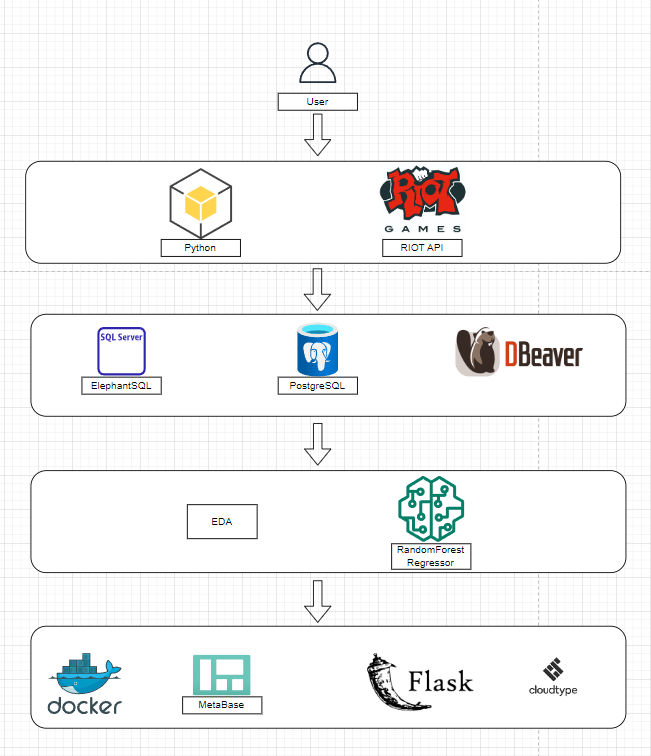 User
RIOT
GAMES
Python
RIOT API
SQL Server
DBeaver
ElephantSQL
PostgreSQL
EDA
RandomForest
Regressor
docker
MetaBase
Flask
cloudtype